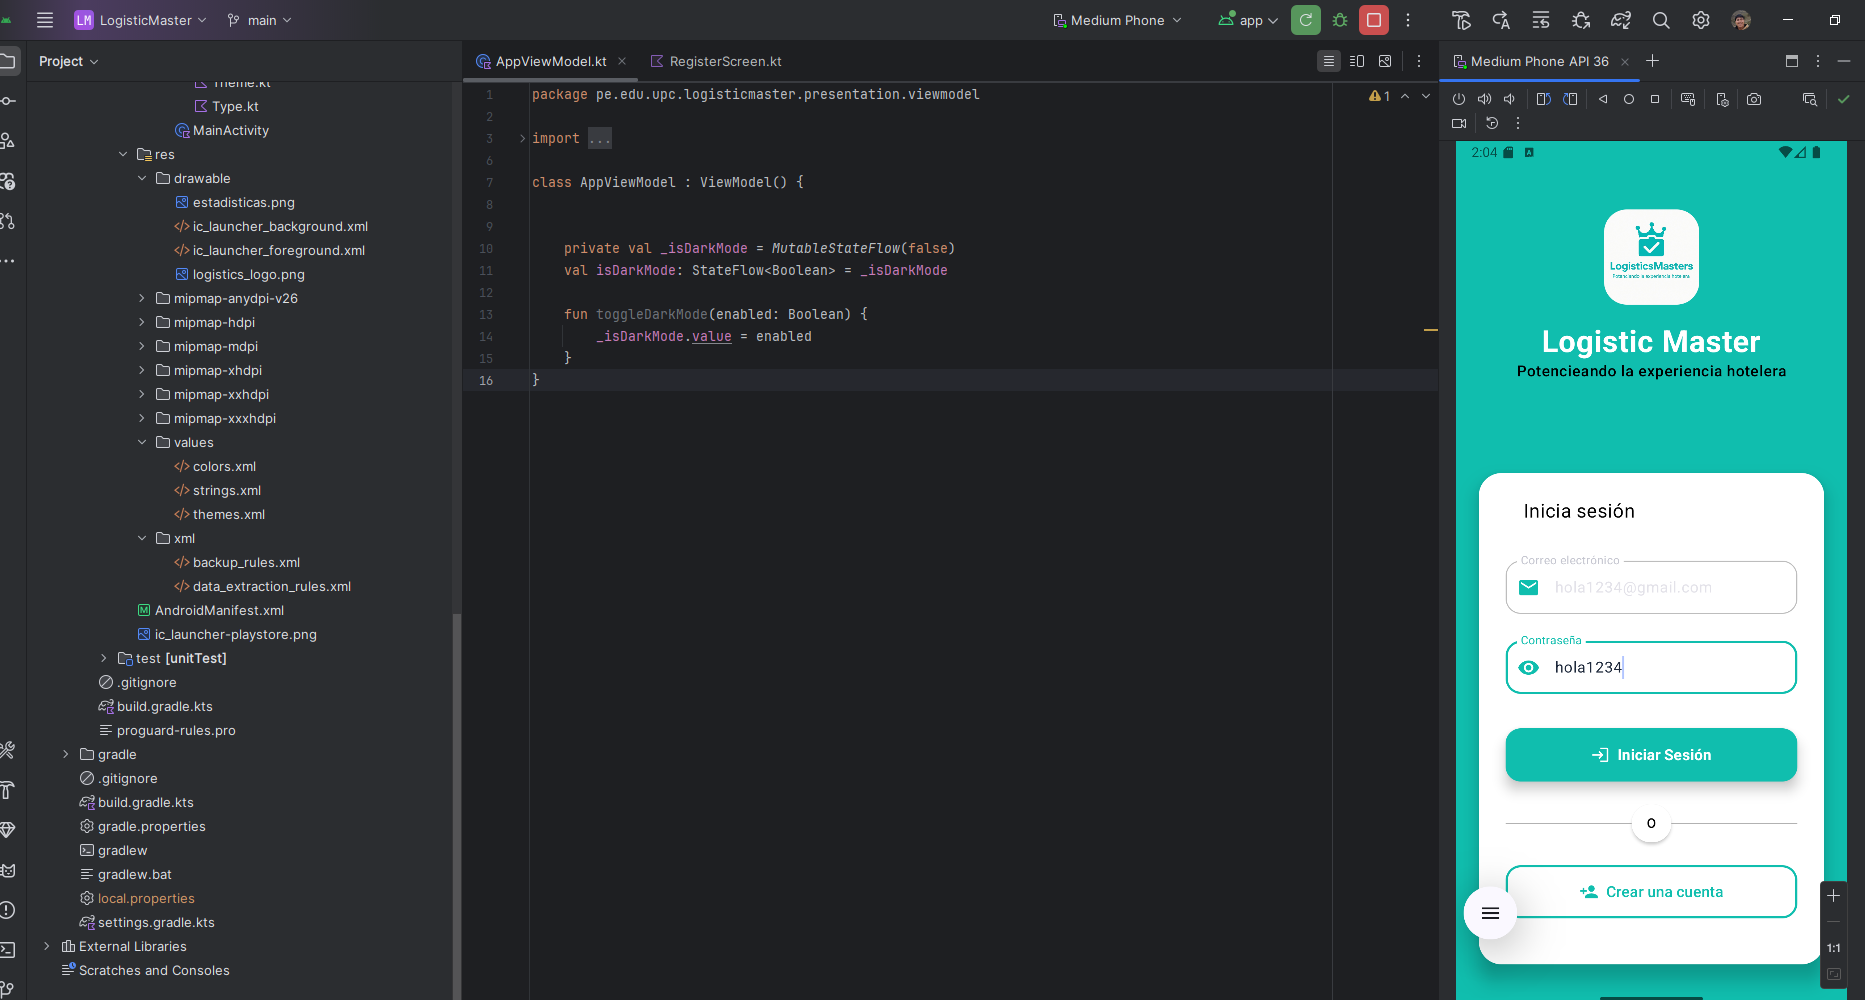 LM LogisticMaster main Medium Phone app
Project
AppViewModel.kt RegisterScreen.kt
Medium Phone API 36
Theme.kt
Type.kt
MainActivity
res
drawable
estadisticas.png
ic_launcher_background.xml
ic_launcher_foreground.xml
logistics_logo.png
mipmap-anydpi-v26
mipmap-hdpi
mipmap-mdpi
mipmap-xhdpi
mipmap-xxhdpi
mipmap-xxxhdpi
values
colors.xml
strings.xml
themes.xml
xml
backup_rules.xml
data_extraction_rules.xml
AndroidManifest.xml
ic_launcher-playstore.png
test [unitTest]
.gitignore
build.gradle.kts
proguard-rules.pro
gradle
.gitignore
build.gradle.kts
gradle.properties
gradlew
gradlew.bat
local.properties
settings.gradle.kts
External Libraries
Scratches and Consoles
1 package pe.edu.upc.logisticmaster.presentation.viewmodel
2
3 import ...
6
7 class AppViewModel : ViewModel() {
8
9
10 private val _isDarkMode = MutableStateFlow(false)
11 val isDarkMode: StateFlow<Boolean> = _isDarkMode
12
13 fun toggleDarkMode(enabled: Boolean) {
14 _isDarkMode.value = enabled
15 }
16 }
1
2:04
LogisticsMasters
Potenciando la experiencia hotelera
Logistic Master
Potencieando la experiencia hotelera
Inicia sesión
Correo electrónico
hola1234@gmail.com
Contraseña
hola1234
Iniciar Sesión
O
Crear una cuenta
1:1